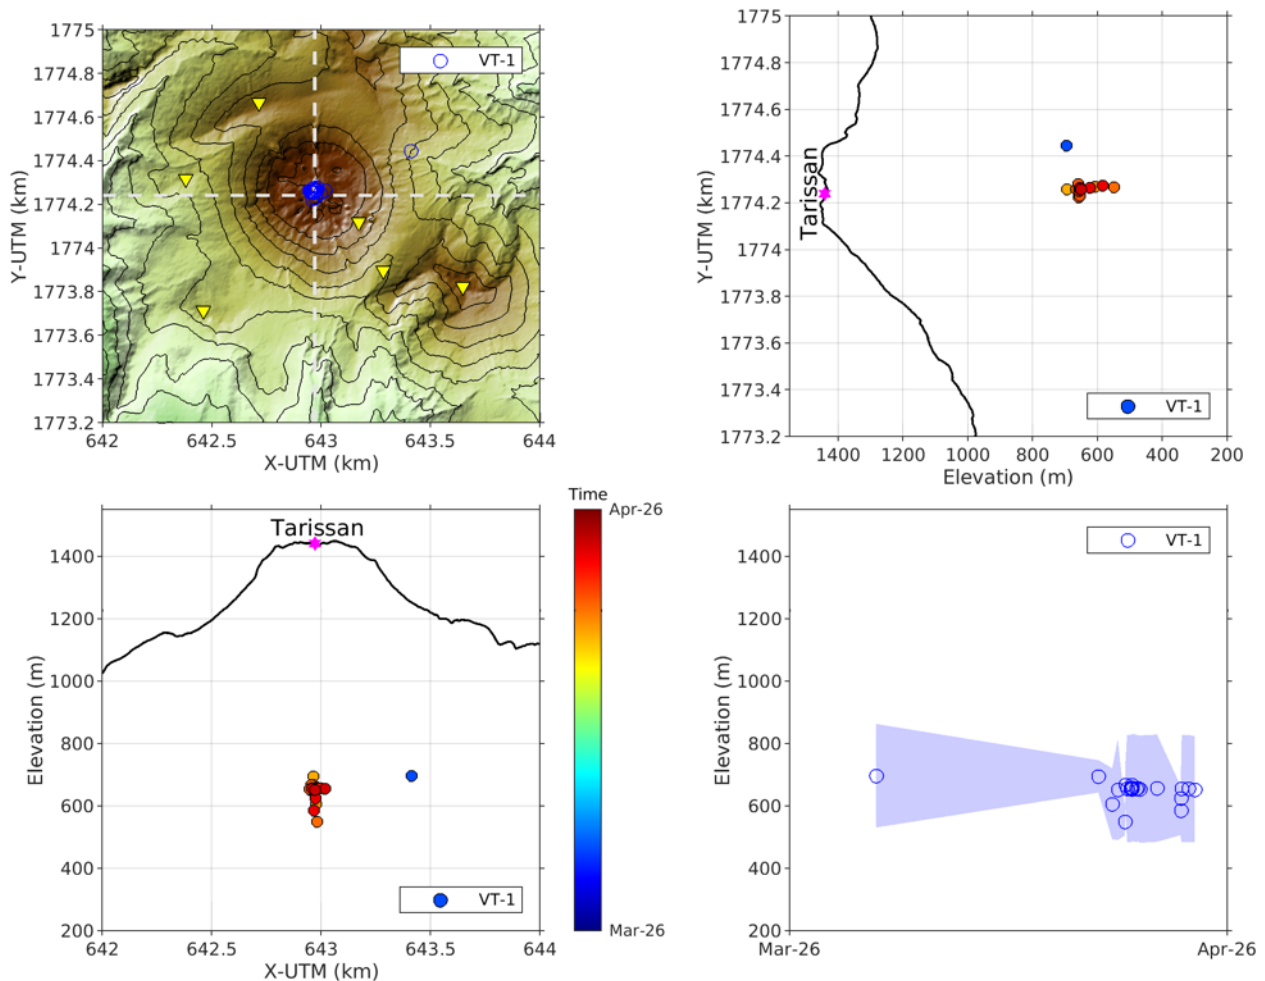 1775
1774.8
1774.6
1774.4
1774.2
1774
1773.8
1773.6
1773.4
1773.2
Y-UTM (km)
VT-1
642
642.5
643
643.5
644
X-UTM (km)
1775
1774.8
1774.6
1774.4
1774.2
1774
1773.8
1773.6
1773.4
1773.2
Y-UTM (km)
Tarissan
VT-1
1400
1200
1000
800
600
400
200
Elevation (m)
1400
1200
1000
800
600
400
200
Elevation (m)
Tarissan
VT-1
642
642.5
643
643.5
644
X-UTM (km)
Time
Apr-26
Mar-26
1400
1200
1000
800
600
400
200
Elevation (m)
VT-1
Mar-26
Apr-26